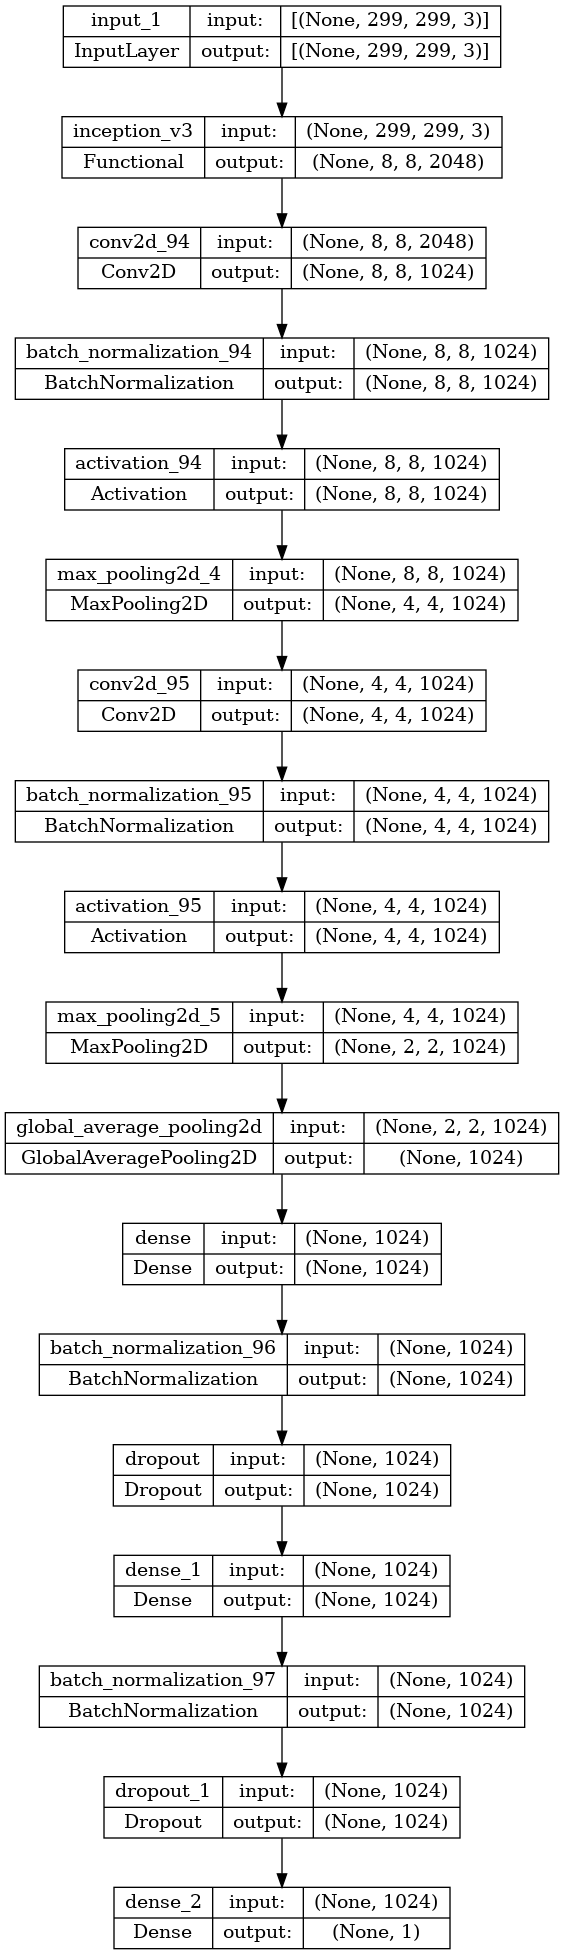 input_1 input: [(None, 299, 299, 3)]
InputLayer output: [(None, 299, 299, 3)]
inception_v3 input: (None, 299, 299, 3)
Functional output: (None, 8, 8, 2048)
conv2d_94 input: (None, 8, 8, 2048)
Conv2D output: (None, 8, 8, 1024)
batch_normalization_94 input: (None, 8, 8, 1024)
BatchNormalization output: (None, 8, 8, 1024)
activation_94 input: (None, 8, 8, 1024)
Activation output: (None, 8, 8, 1024)
max_pooling2d_4 input: (None, 8, 8, 1024)
MaxPooling2D output: (None, 4, 4, 1024)
conv2d_95 input: (None, 4, 4, 1024)
Conv2D output: (None, 4, 4, 1024)
batch_normalization_95 input: (None, 4, 4, 1024)
BatchNormalization output: (None, 4, 4, 1024)
activation_95 input: (None, 4, 4, 1024)
Activation output: (None, 4, 4, 1024)
max_pooling2d_5 input: (None, 4, 4, 1024)
MaxPooling2D output: (None, 2, 2, 1024)
global_average_pooling2d input: (None, 2, 2, 1024)
GlobalAveragePooling2D output: (None, 1024)
dense input: (None, 1024)
Dense output: (None, 1024)
batch_normalization_96 input: (None, 1024)
BatchNormalization output: (None, 1024)
dropout input: (None, 1024)
Dropout output: (None, 1024)
dense_1 input: (None, 1024)
Dense output: (None, 1024)
batch_normalization_97 input: (None, 1024)
BatchNormalization output: (None, 1024)
dropout_1 input: (None, 1024)
Dropout output: (None, 1024)
dense_2 input: (None, 1024)
Dense output: (None, 1)